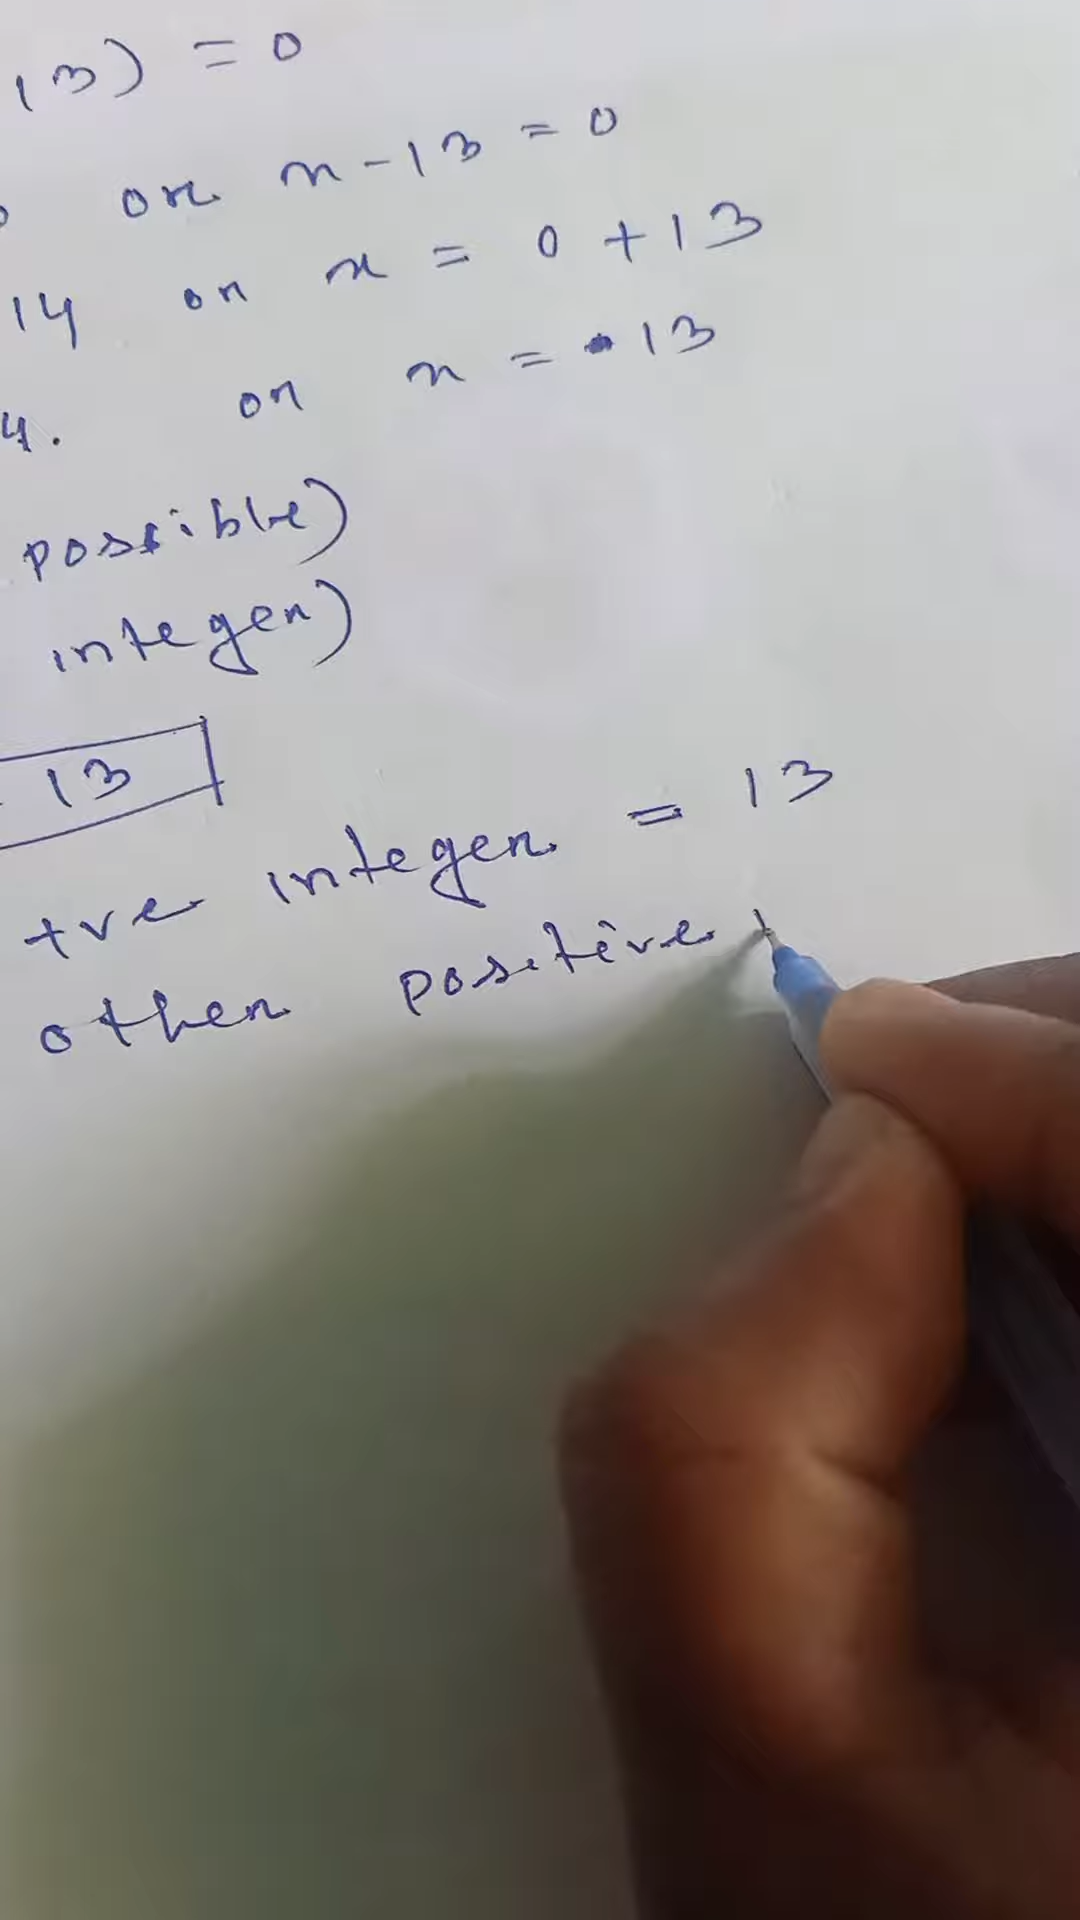 13) = 0
or x - 13 = 0
14 or x = 0 + 13
4. or x = 13
possible)
integer)
13
+ve integer = 13
other positive